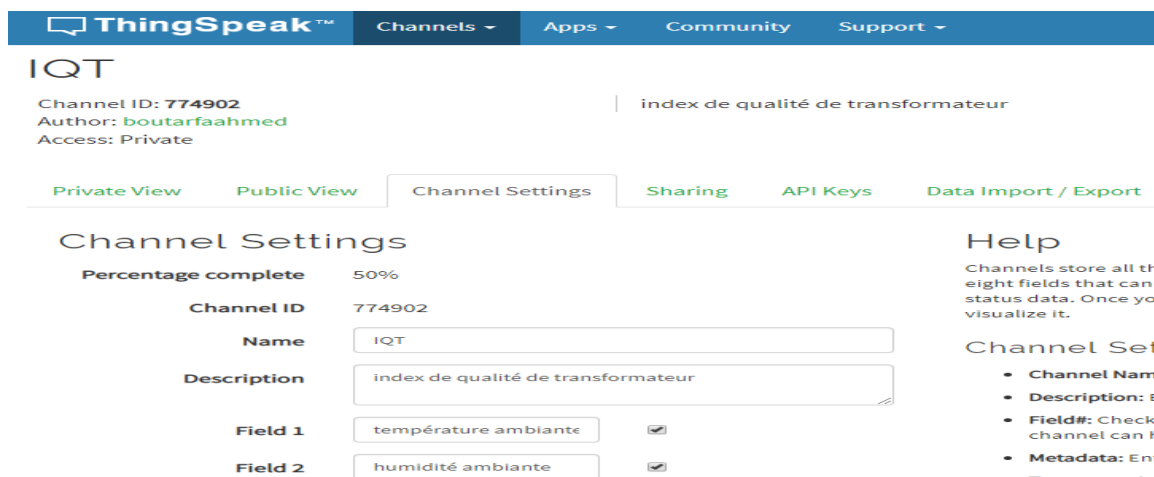 ThingSpeak™ Channels Apps Community Support
IQT
Channel ID: 774902
Author: boutarfaahmed
Access: Private
index de qualité de transformateur
Private View Public View Channel Settings Sharing API Keys Data Import / Export
Channel Settings
Percentage complete 50%
Channel ID 774902
Name IQT
Description index de qualité de transformateur
Field 1 température ambiante
Field 2 humidité ambiante
Help
Channels store all th
eight fields that can
status data. Once yo
visualize it.
Channel Set
• Channel Nam
• Description: E
• Field#: Check
channel can h
• Metadata: En